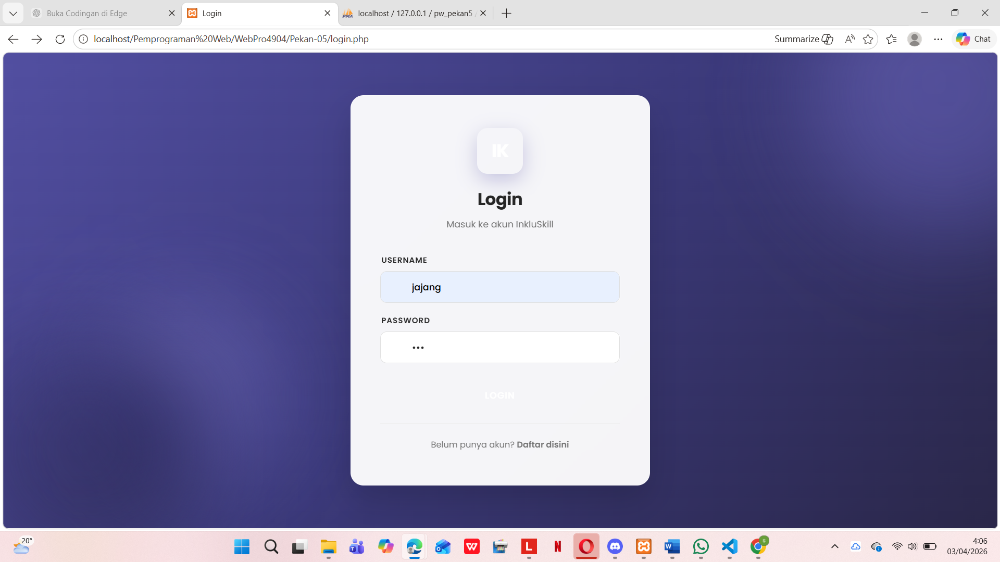 Buka Codingan di Edge
Login
localhost / 127.0.0.1 / pw_pekan5 /
localhost/Pemprograman%20Web/WebPro4904/Pekan-05/login.php
Summarize
Chat
IK
Login
Masuk ke akun InkluSkill
USERNAME
jajang
PASSWORD
LOGIN
Belum punya akun? Daftar disini
20°
4:06
03/04/2026